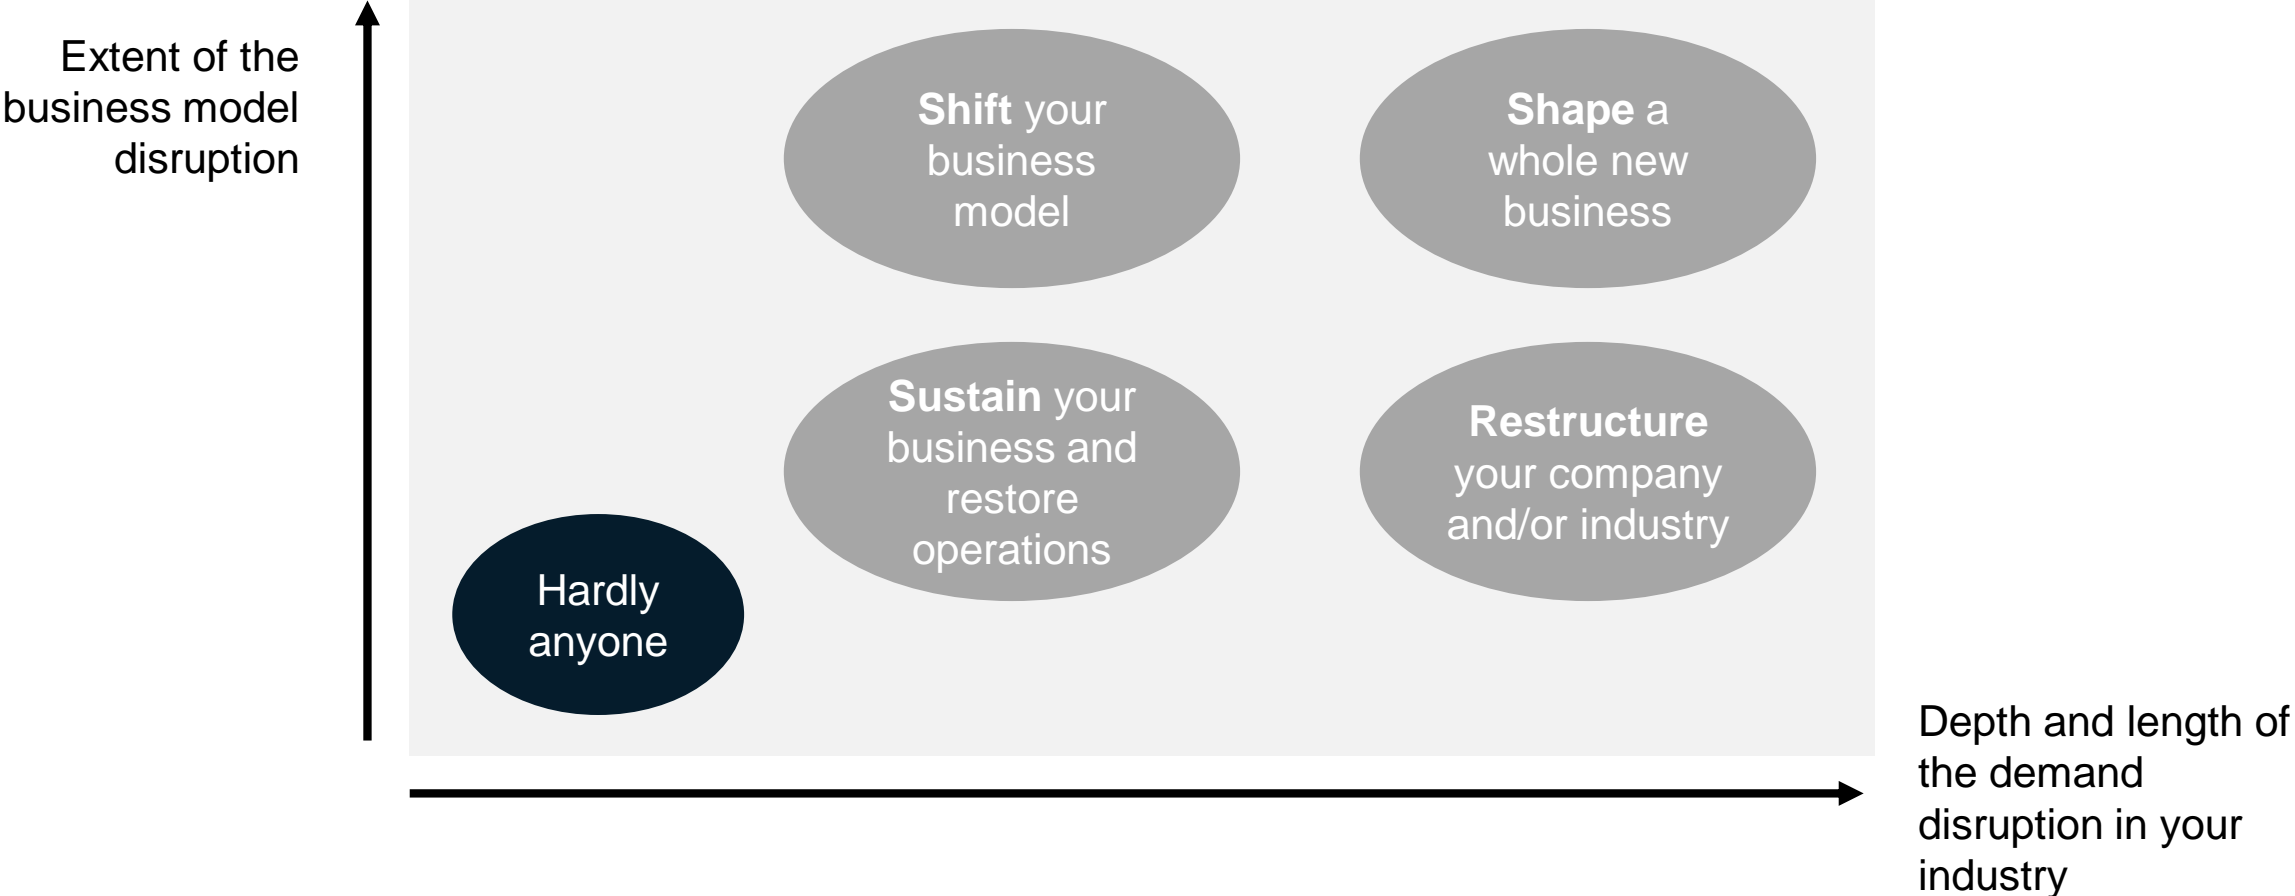 Extent of the
business model
disruption
Shift your
business
model
Shape a
whole new
business
Sustain your
business and
restore
operations
Restructure
your company
and/or industry
Hardly
anyone
Depth and length of
the demand
disruption in your
industry